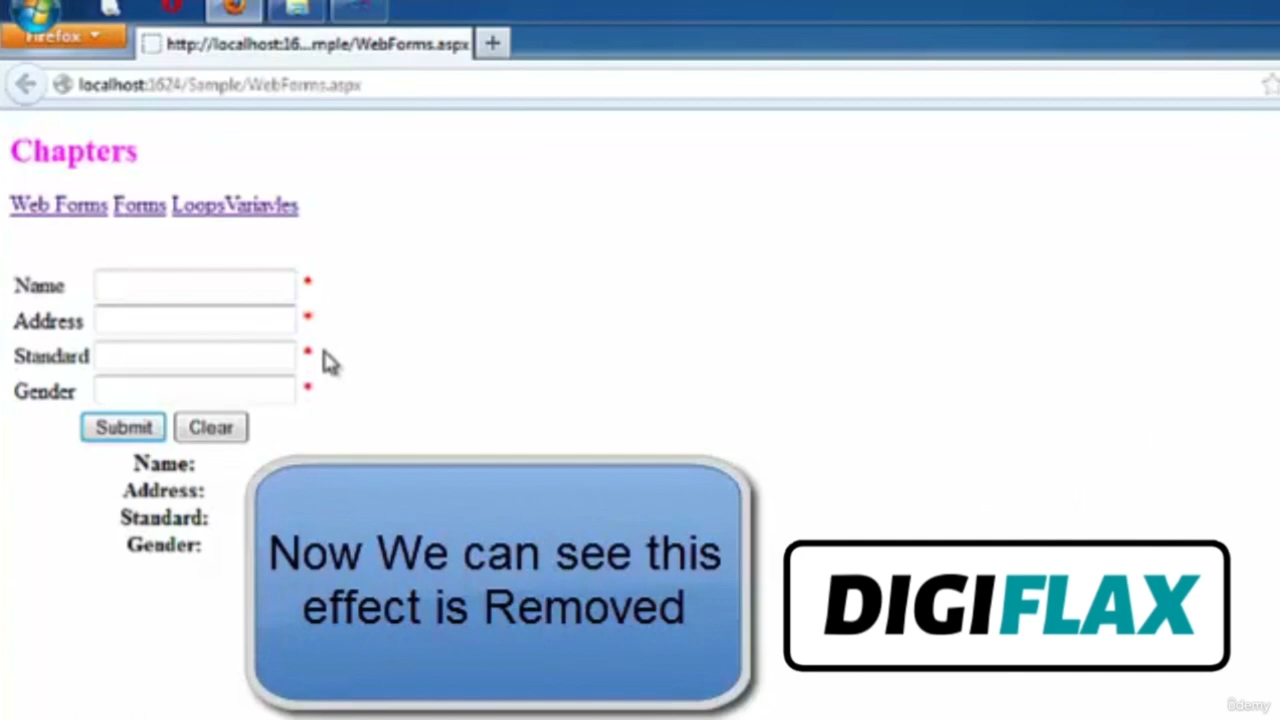 Firefox
http://localhost:16...mple/WebForms.aspx
localhost:1624/Sample/WebForms.aspx
Chapters
Web Forms Forms LoopsVariavles
Name *
Address *
Standard *
Gender *
Submit Clear
Name:
Address:
Standard:
Gender:
Now We can see this
effect is Removed
DIGIFLAX
Udemy